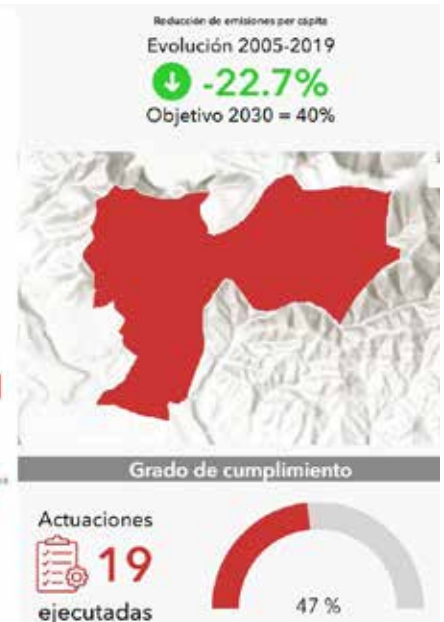 Reducción de emisiones per cápita
Evolución 2005-2019
-22.7%
Objetivo 2030 = 40%
Grado de cumplimiento
Actuaciones
19
ejecutadas
47 %